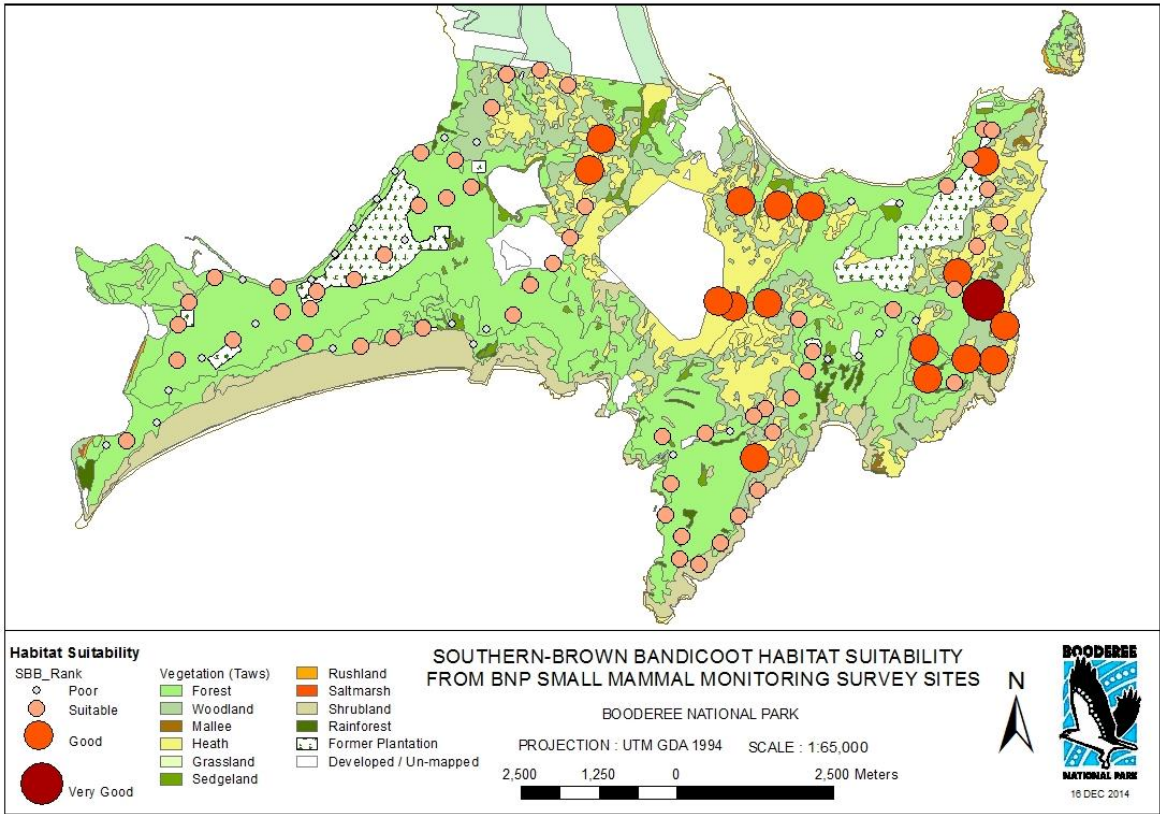 Habitat Suitability
SBB_Rank
Poor
Suitable
Good
Very Good
Vegetation (Taws)
Forest
Woodland
Mallee
Heath
Grassland
Sedgeland
Rushland
Saltmarsh
Shrubland
Rainforest
Former Plantation
Developed / Un-mapped
SOUTHERN-BROWN BANDICOOT HABITAT SUITABILITY
FROM BNP SMALL MAMMAL MONITORING SURVEY SITES
BOODEREE NATIONAL PARK
PROJECTION : UTM GDA 1994 SCALE : 1:65,000
2,500 1,250 0 2,500 Meters
N
BOODEREE
NATIONAL PARK
16 DEC 2014